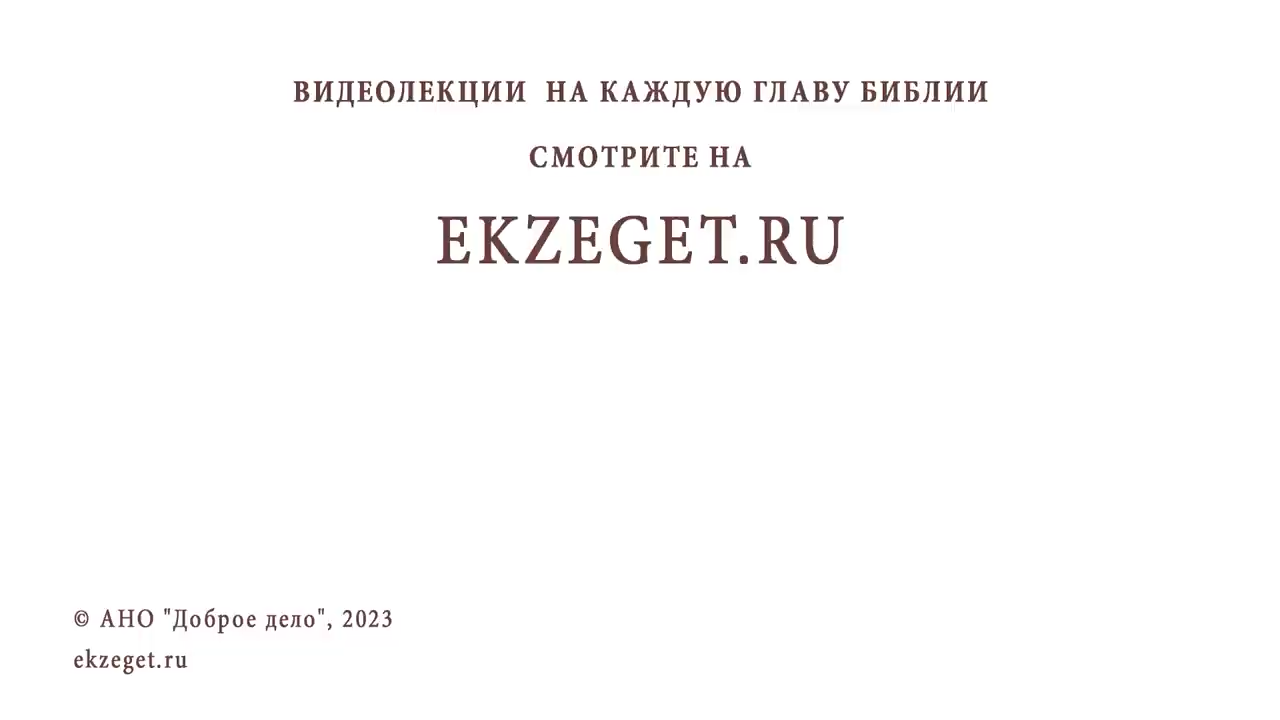 ВИДЕОЛЕКЦИИ НА КАЖДУЮ ГЛАВУ БИБЛИИ
СМОТРИТЕ НА
EKZEGET.RU
© АНО "Доброе дело", 2023
ekzeget.ru